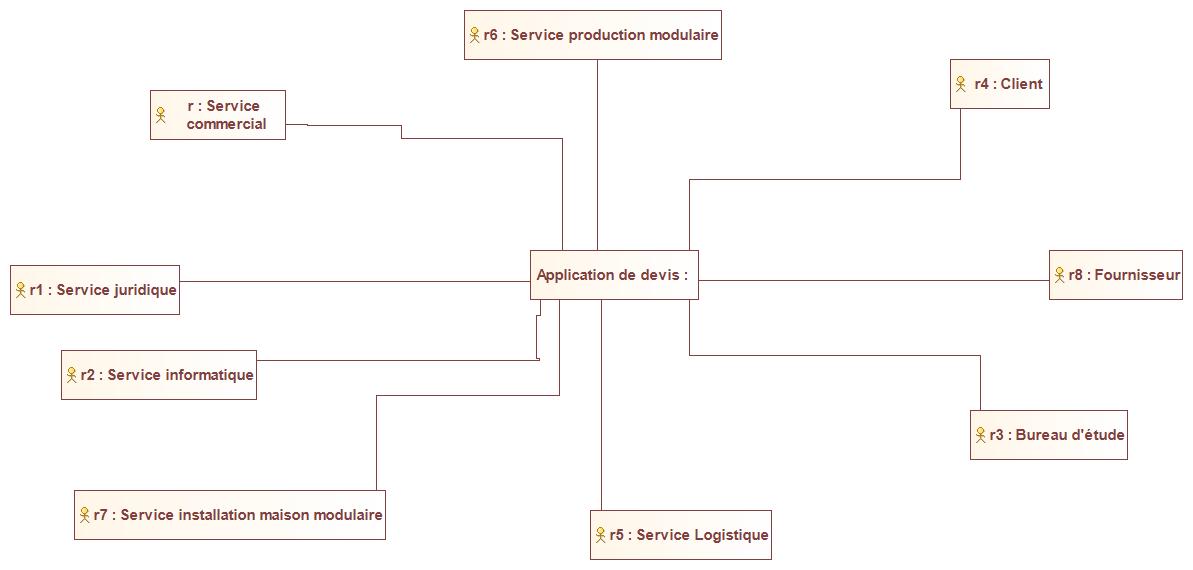 r6 : Service production modulaire
r4 : Client
r : Service
commercial
Application de devis :
r8 : Fournisseur
r1 : Service juridique
r2 : Service informatique
r3 : Bureau d'étude
r7 : Service installation maison modulaire
r5 : Service Logistique